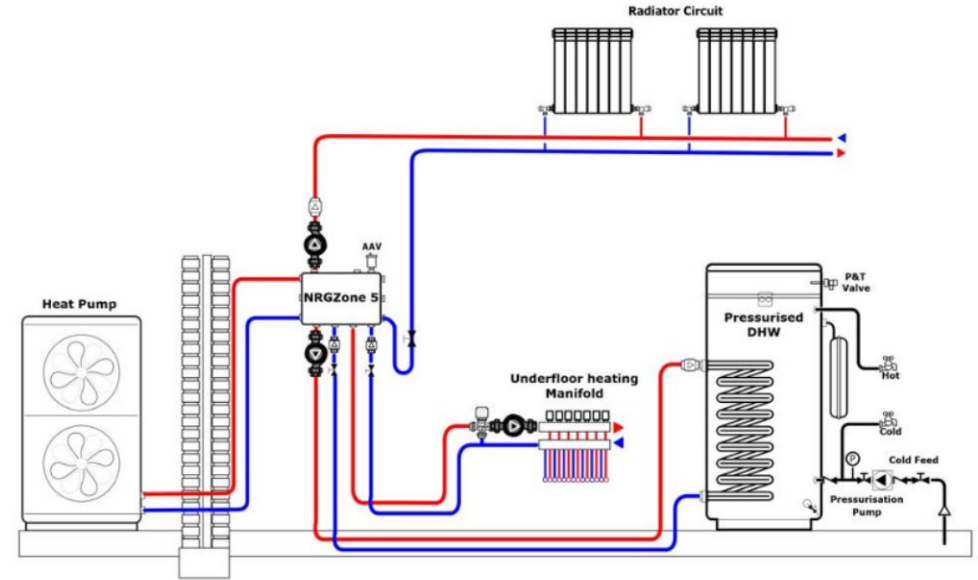 Radiator Circuit
AAV
NRGZone 5
Heat Pump
P&T
Valve
Pressurised
DHW
Hot
Underfloor heating
Manifold
Cold
P
Cold Feed
Pressurisation
Pump